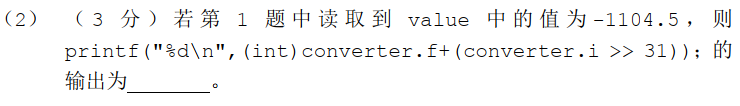 （2） （3 分）若第 1 题中读取到 value 中的值为-1104.5，则
printf("%d\n",(int)converter.f+(converter.i >> 31)); 的
输出为________。